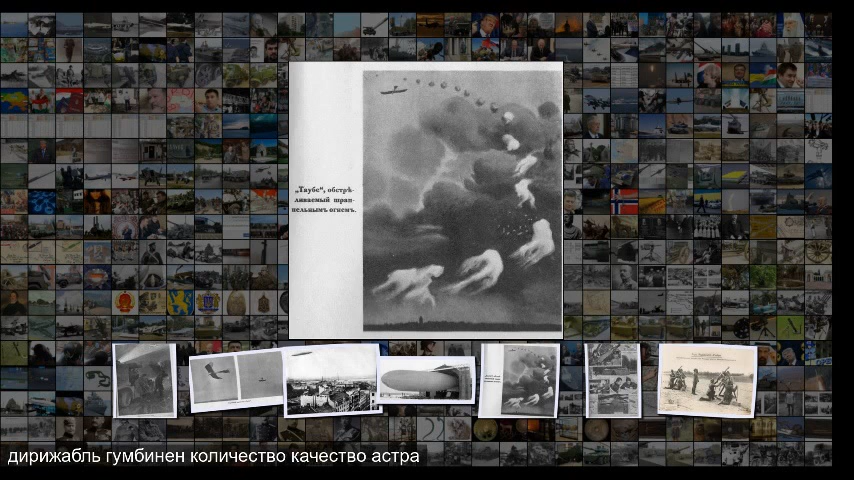 „Таубе“, обстрѣ-
ливаемый шрап-
нельнымъ огнемъ.
дирижабль гумбинен количество качество астра